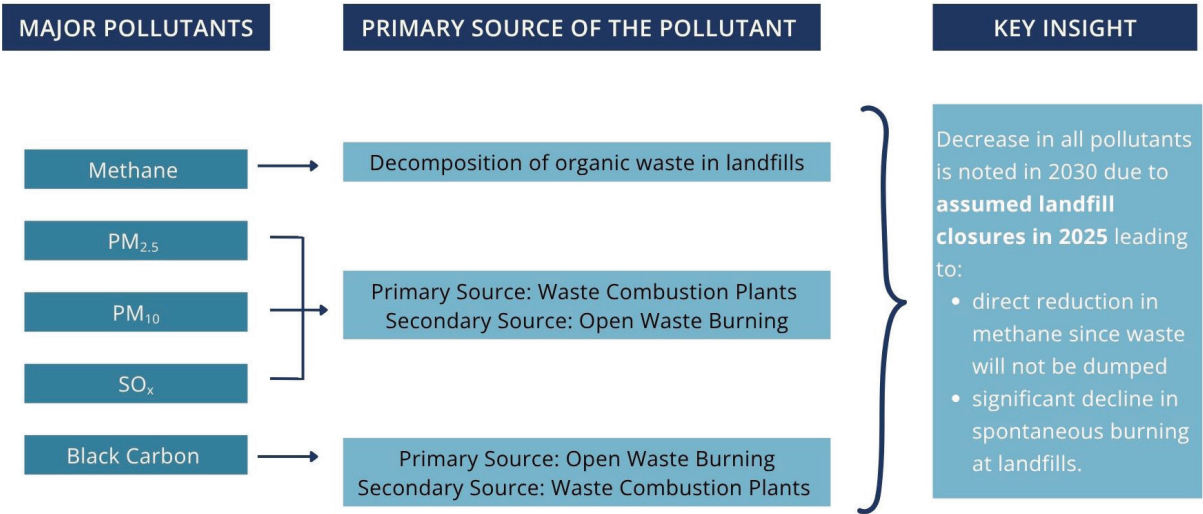 MAJOR POLLUTANTS
PRIMARY SOURCE OF THE POLLUTANT
KEY INSIGHT
Methane
Decomposition of organic waste in landfills
PM2.5
PM10
SOx
Primary Source: Waste Combustion Plants
Secondary Source: Open Waste Burning
Black Carbon
Primary Source: Open Waste Burning
Secondary Source: Waste Combustion Plants
Decrease in all pollutants
is noted in 2030 due to
assumed landfill
closures in 2025 leading
to:
• direct reduction in
methane since waste
will not be dumped
• significant decline in
spontaneous burning
at landfills.